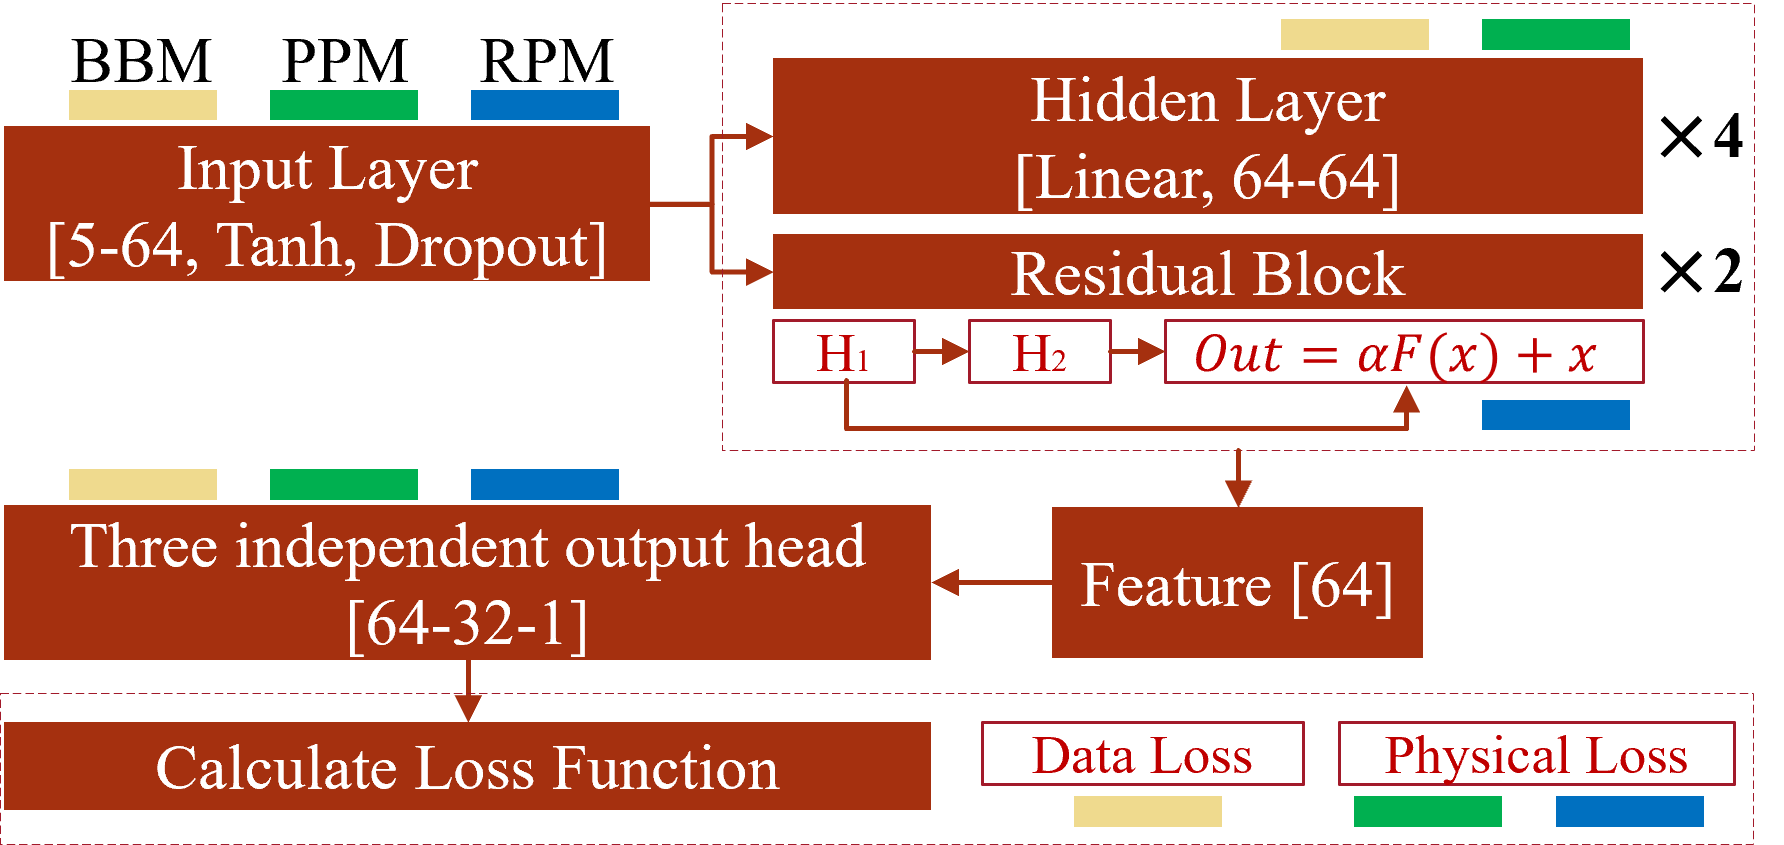 BBM PPM RPM
Input Layer
[5-64, Tanh, Dropout]
Hidden Layer
[Linear, 64-64]
×4
Residual Block
×2
H1
H2
Out = αF(x) + x
Three independent output head
[64-32-1]
Feature [64]
Calculate Loss Function
Data Loss
Physical Loss